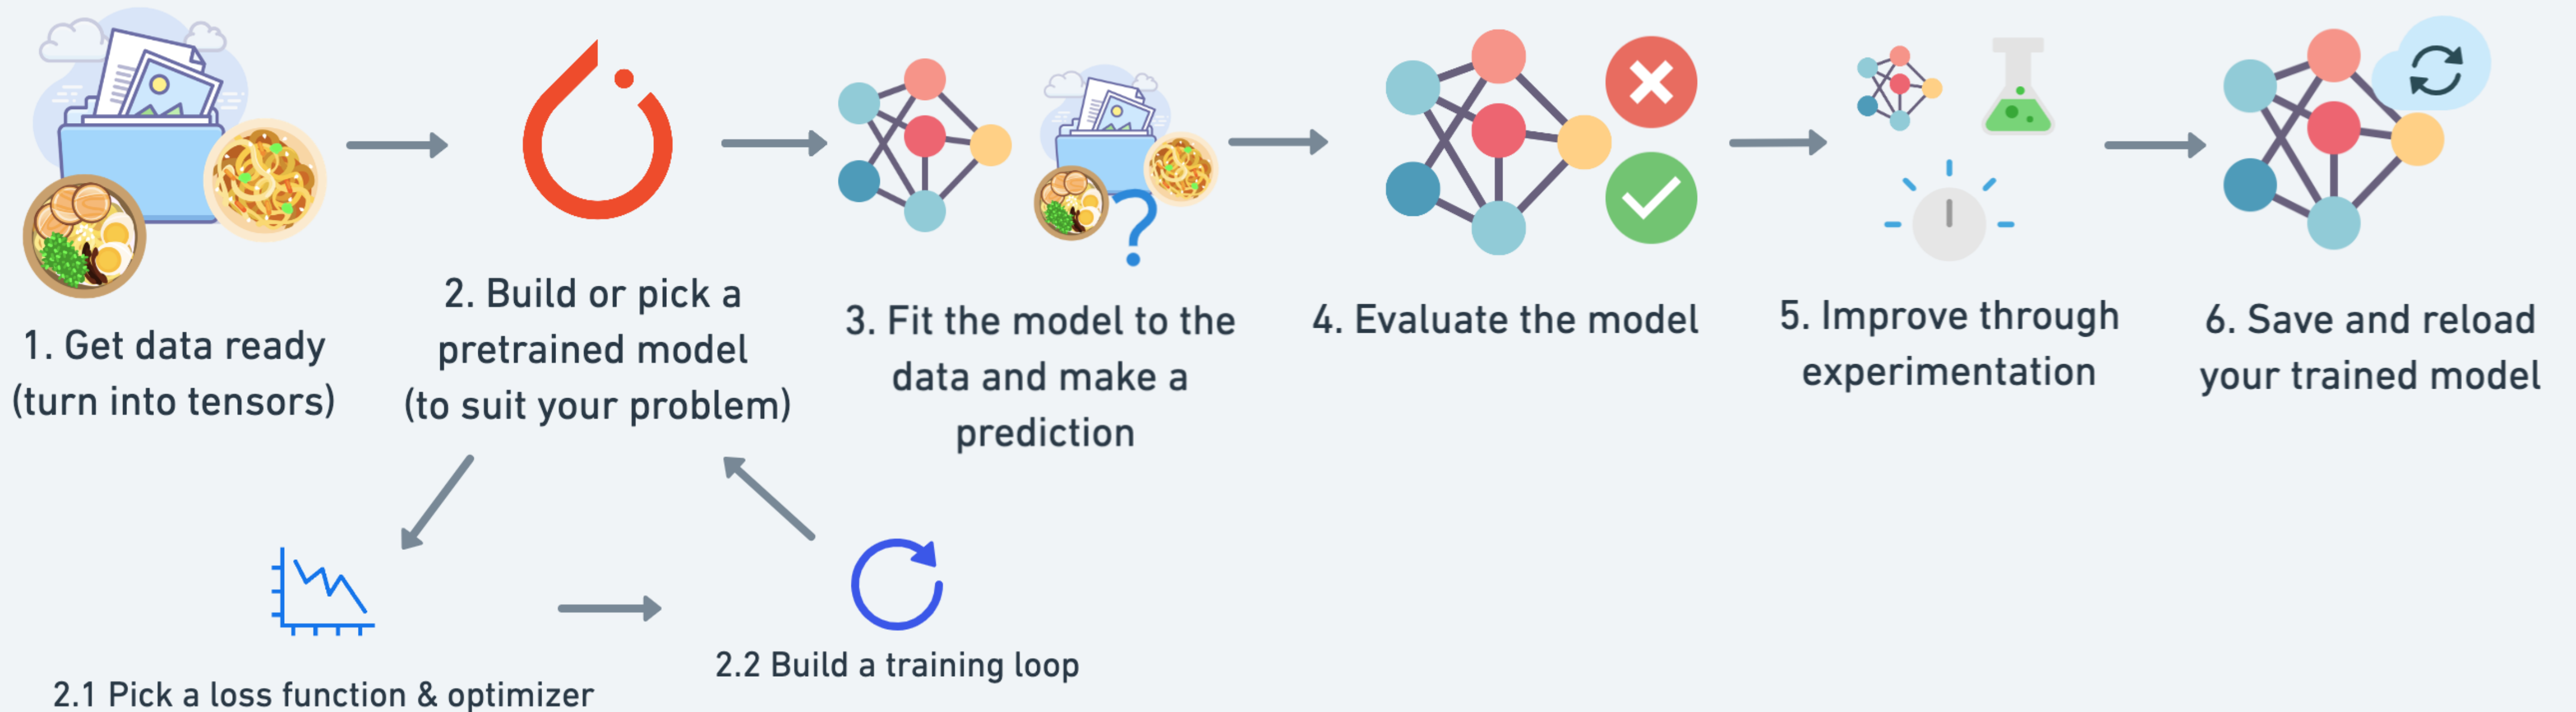 1. Get data ready
(turn into tensors)
2. Build or pick a
pretrained model
(to suit your problem)
3. Fit the model to the
data and make a
prediction
4. Evaluate the model
5. Improve through
experimentation
6. Save and reload
your trained model
2.1 Pick a loss function & optimizer
2.2 Build a training loop